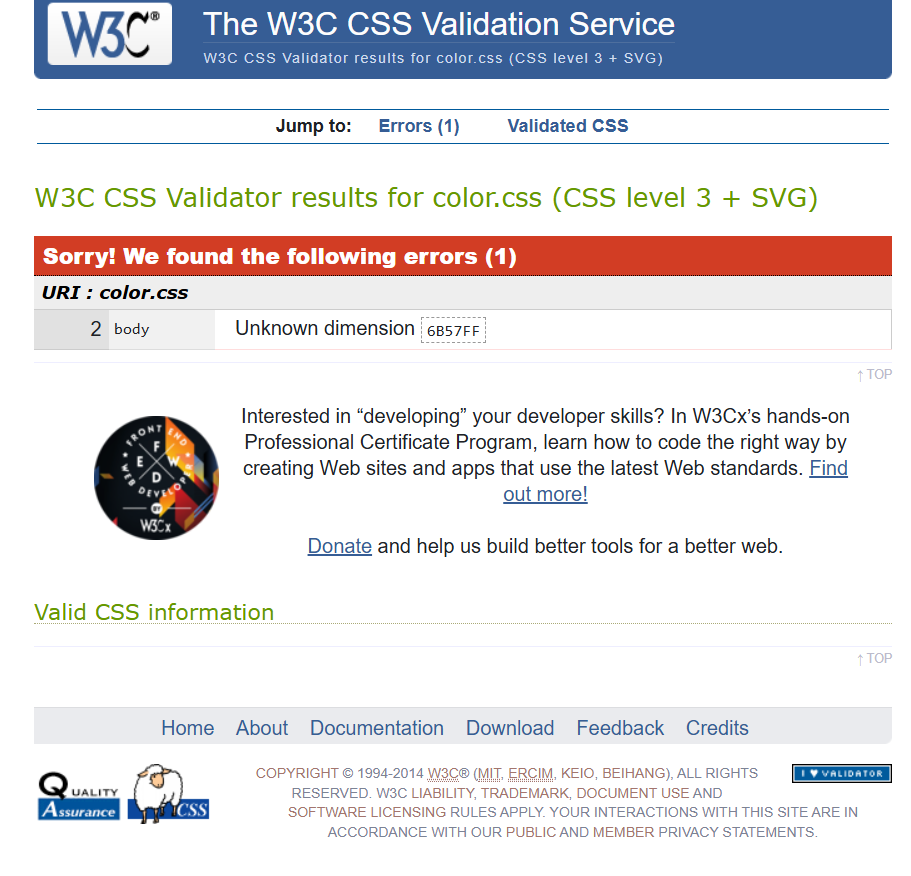 W3C®
The W3C CSS Validation Service
W3C CSS Validator results for color.css (CSS level 3 + SVG)
Jump to: Errors (1) Validated CSS
W3C CSS Validator results for color.css (CSS level 3 + SVG)
Sorry! We found the following errors (1)
URI : color.css
2 body Unknown dimension 6B57FF
↑ TOP
FRONT END
F
E W
D
WEB DEVELOPER
BY
W3Cx
Interested in “developing” your developer skills? In W3Cx’s hands-on
Professional Certificate Program, learn how to code the right way by
creating Web sites and apps that use the latest Web standards. Find
out more!
Donate and help us build better tools for a better web.
Valid CSS information
↑ TOP
Home About Documentation Download Feedback Credits
QUALITY
Assurance
CSS
COPYRIGHT © 1994-2014 W3C® (MIT, ERCIM, KEIO, BEIHANG), ALL RIGHTS
RESERVED. W3C LIABILITY, TRADEMARK, DOCUMENT USE AND
SOFTWARE LICENSING RULES APPLY. YOUR INTERACTIONS WITH THIS SITE ARE IN
ACCORDANCE WITH OUR PUBLIC AND MEMBER PRIVACY STATEMENTS.
I ♥ VALIDATOR